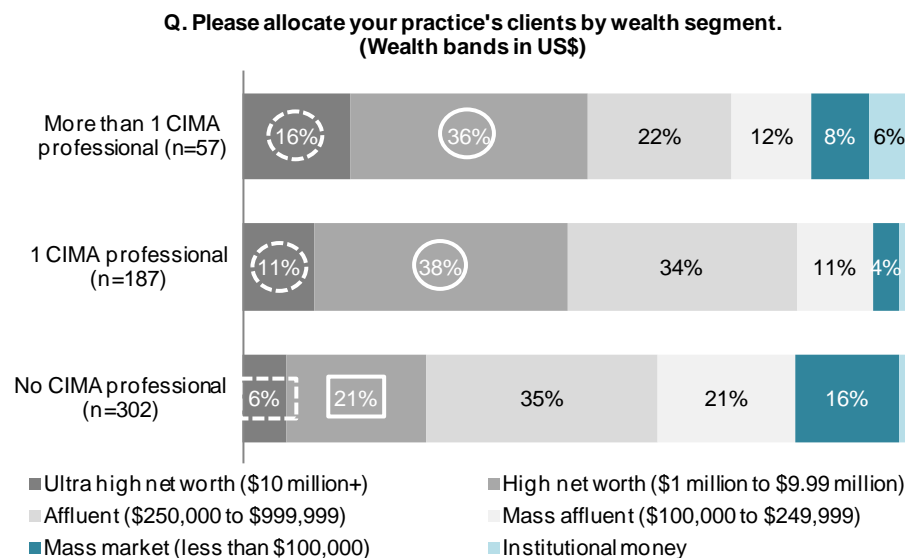 Q. Please allocate your practice's clients by wealth segment.
(Wealth bands in US$)
More than 1 CIMA
professional (n=57)
16% 36% 22% 12% 8% 6%
1 CIMA professional
(n=187)
11% 38% 34% 11% 4%
No CIMA professional
(n=302)
6% 21% 35% 21% 16%
Ultra high net worth ($10 million+)
High net worth ($1 million to $9.99 million)
Affluent ($250,000 to $999,999)
Mass affluent ($100,000 to $249,999)
Mass market (less than $100,000)
Institutional money